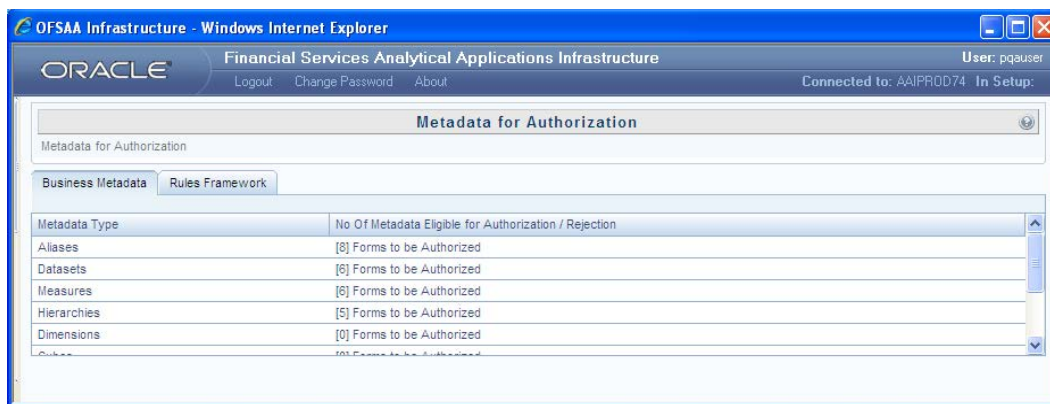 OFSAA Infrastructure - Windows Internet Explorer
ORACLE
Financial Services Analytical Applications Infrastructure
User: pqauser
Logout Change Password About
Connected to: AAIPROD74 In Setup:
Metadata for Authorization
Metadata for Authorization
Business Metadata Rules Framework
Metadata Type No Of Metadata Eligible for Authorization / Rejection
Aliases [8] Forms to be Authorized
Datasets [6] Forms to be Authorized
Measures [6] Forms to be Authorized
Hierarchies [5] Forms to be Authorized
Dimensions [0] Forms to be Authorized